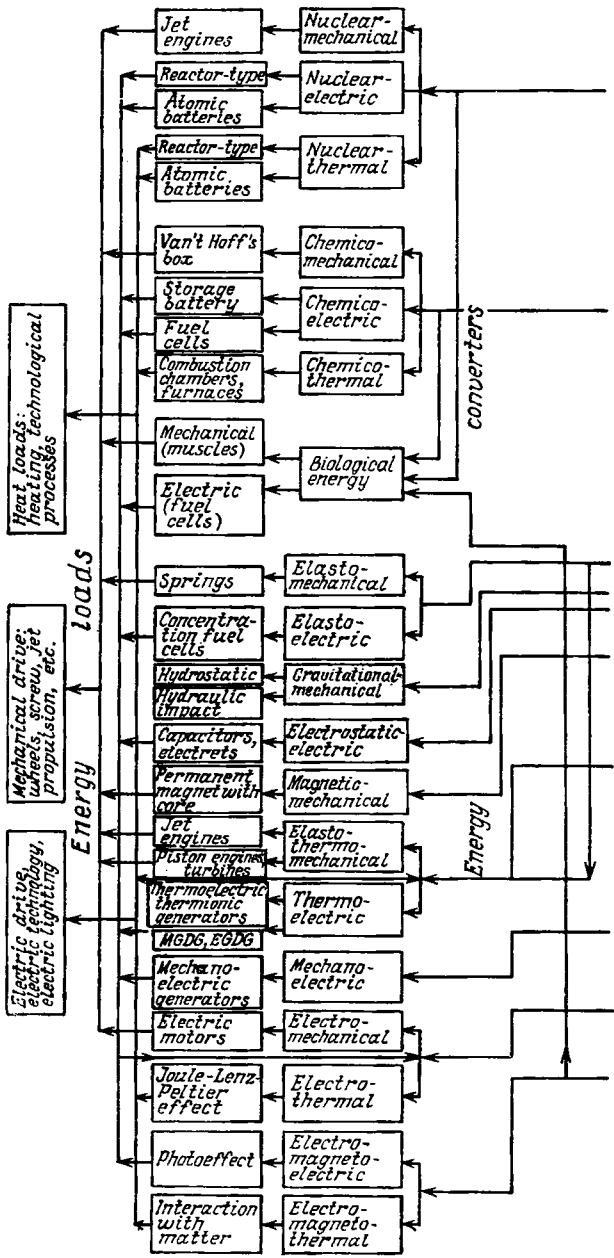 Jet
engines
Nuclear-
mechanical
Reactor-type
Nuclear-
electric
Atomic
batteries
Reactor-type
Nuclear-
thermal
Atomic
batteries
Van't Hoff's
box
Chemico-
mechanical
Storage
battery
Chemico-
electric
Fuel
cells
Combustion
chambers,
furnaces
Chemico-
thermal
Mechanical
(muscles)
Biological
energy
Electric
(fuel
cells)
Springs
Elasto-
mechanical
Concentra-
tion fuel
cells
Elasto-
electric
Hydrostatic
Hydraulic
impact
Gravitational-
mechanical
Capacitors,
electrets
Electrostatic-
electric
Permanent
magnet with
core
Magnetic-
mechanical
Jet
engines
Elasto-
thermo-
mechanical
Piston engines,
turbines
Thermoelectric,
thermionic
generators
Thermo-
electric
MGDG, EGDG
Mechano-
electric
generators
Mechano-
electric
Electric
motors
Electro-
mechanical
Joule-Lenz-
Peltier
effect
Electro-
thermal
Photoeffect
Electro-
magneto-
electric
Interaction
with
matter
Electro-
magneto-
thermal
Heat loads:
heating, technological
processes
Mechanical drive:
wheels, screw, jet
propulsion, etc.
Electric drive,
electric technology,
electric lighting
Energy loads
Energy converters